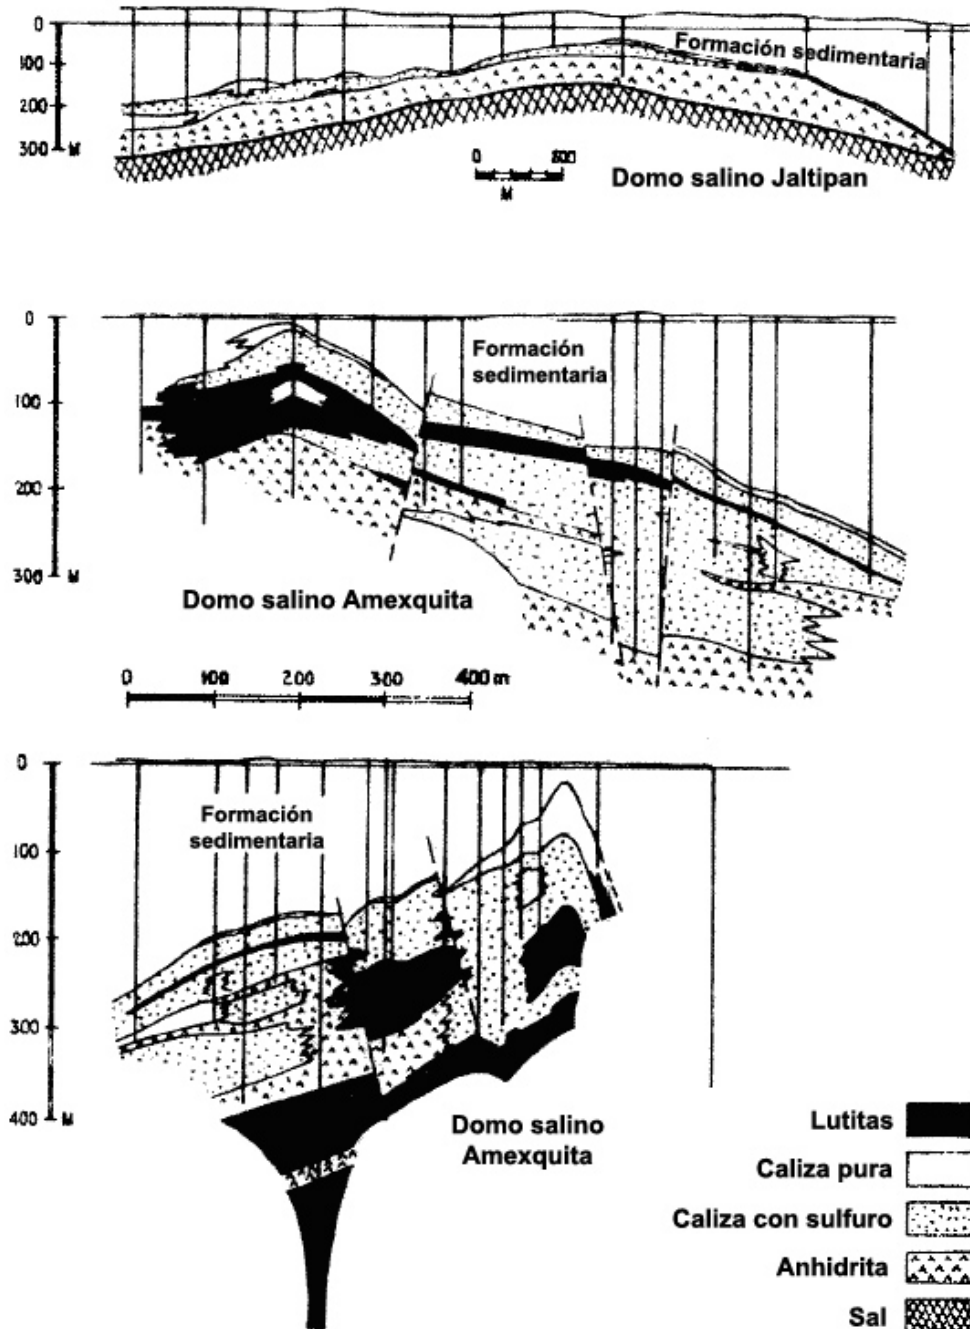 0
100
200
300 M
Formación
sedimentaria
0 800
M
Domo salino Jaltipan
0
100
200
300 M
Formación
sedimentaria
Domo salino Amexquita
0 100 200 300 400 m
0
100
200
300
400 M
Formación
sedimentaria
Domo salino
Amexquita
Lutitas
Caliza pura
Caliza con sulfuro
Anhidrita
Sal